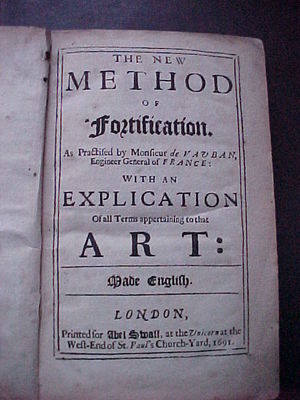 THE NEW
METHOD
OF
Fortification.
As Practised by Monsieur de VAUBAN,
Engineer General of FRANCE:
WITH AN
EXPLICATION
Of all Terms appertaining to that
ART:
Made English.
LONDON,
Printed for Abel Swall, at the Unicorn at the
West-End of St. Paul's Church-Yard, 1691.